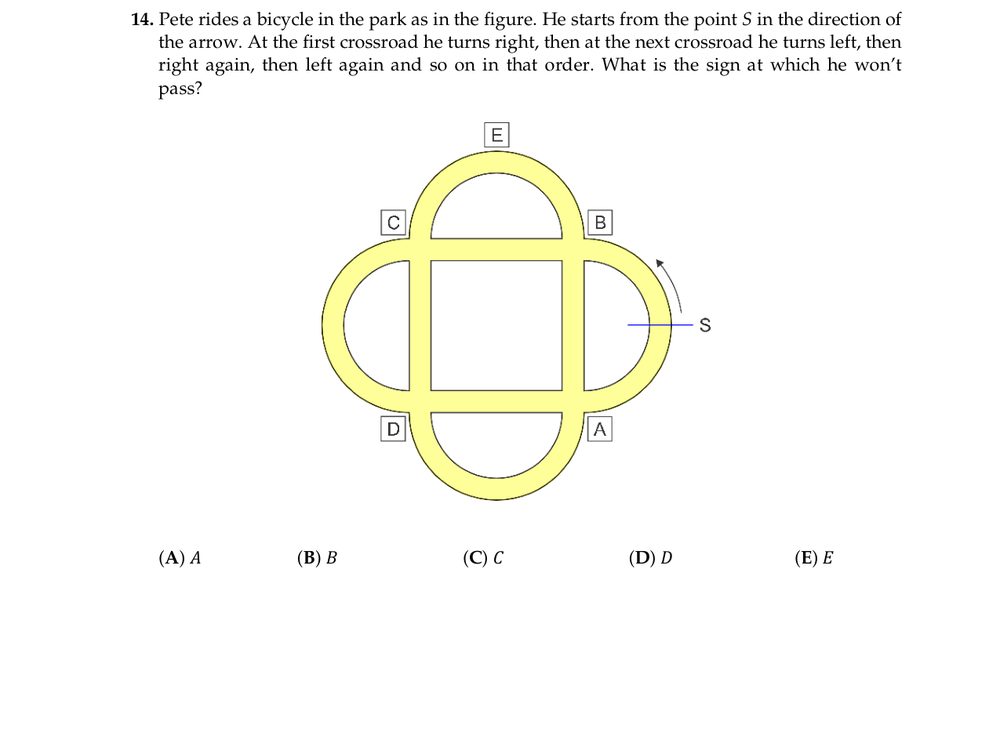 14. Pete rides a bicycle in the park as in the figure. He starts from the point S in the direction of
the arrow. At the first crossroad he turns right, then at the next crossroad he turns left, then
right again, then left again and so on in that order. What is the sign at which he won’t
pass?
E
C
B
S
D
A
(A) A (B) B (C) C (D) D (E) E